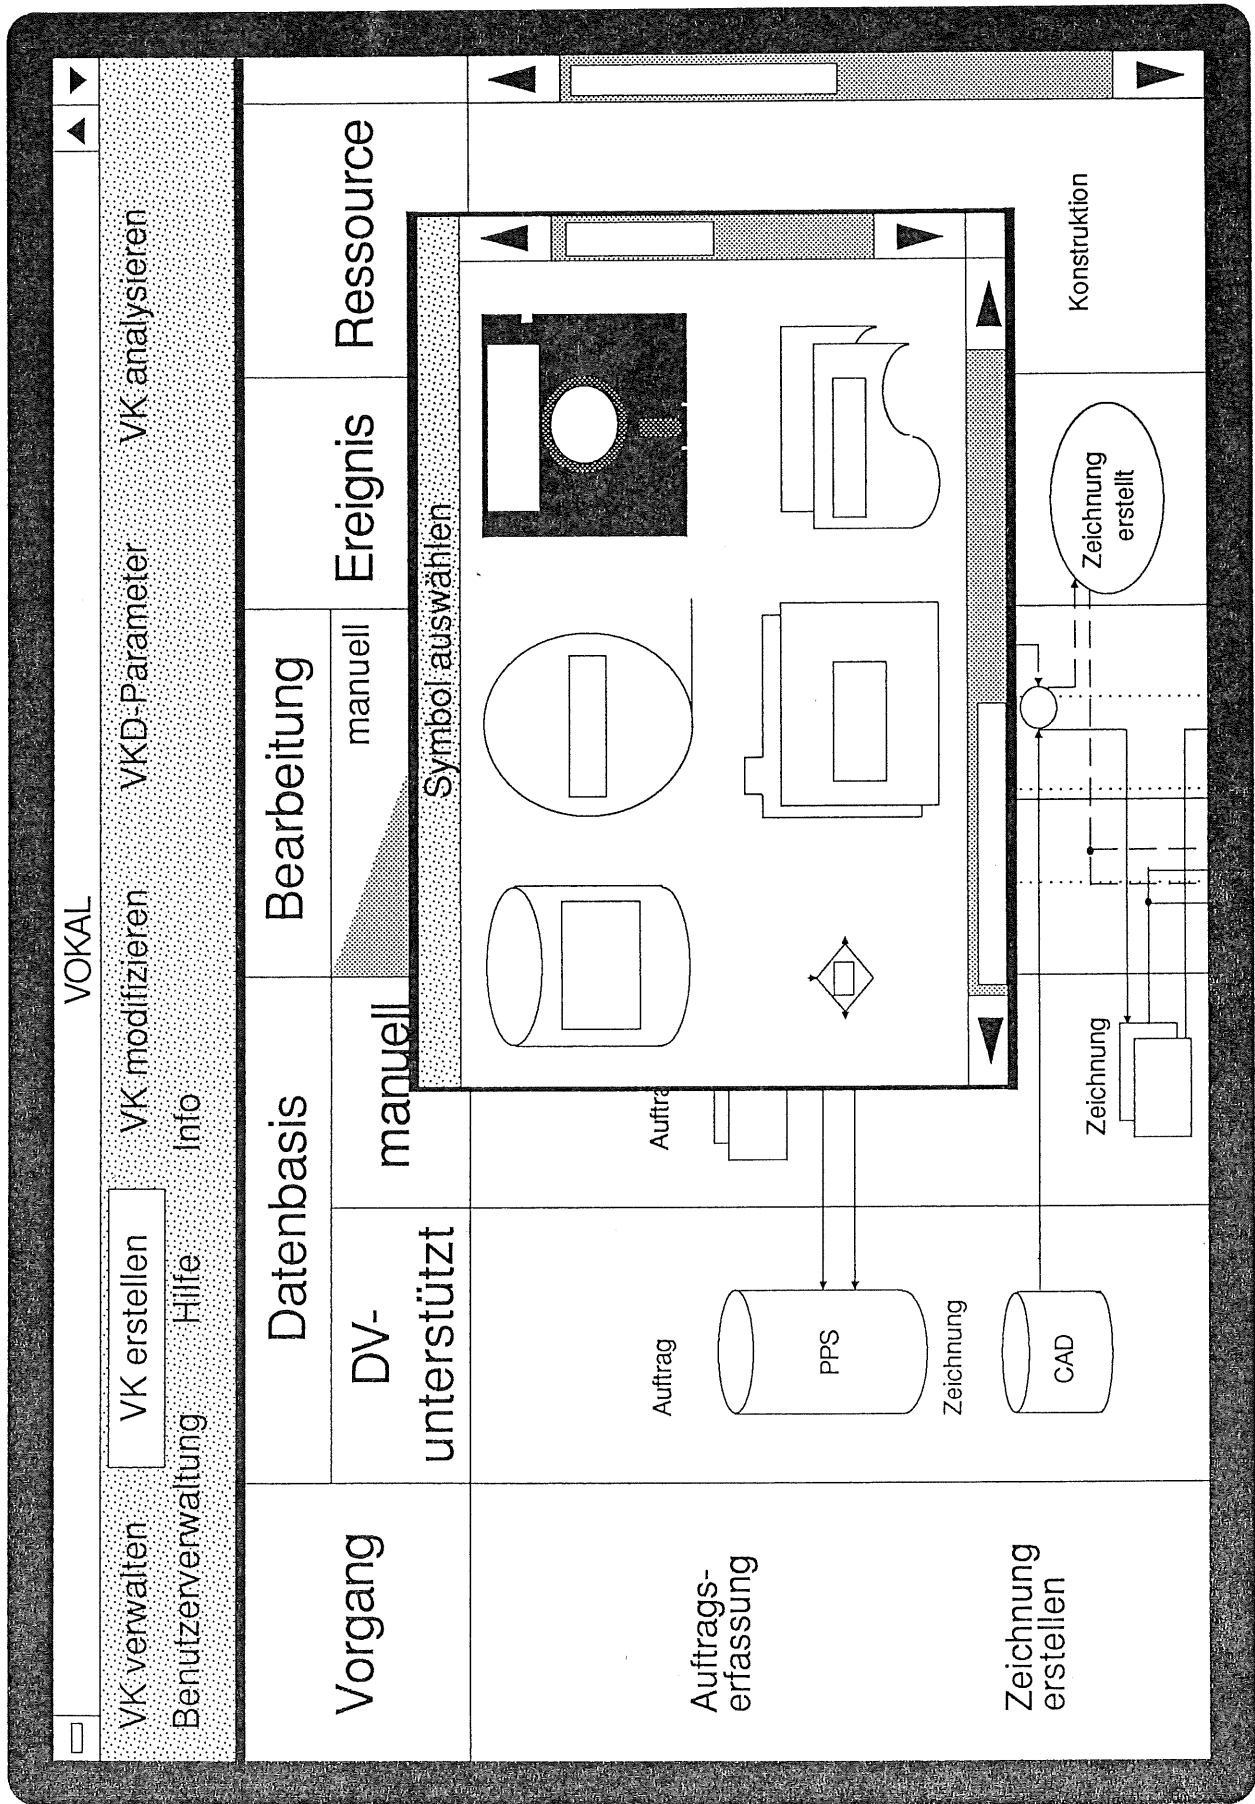 VOKAL
VK verwalten VK erstellen VK modifizieren VKD-Parameter VK analysieren
Benutzerverwaltung Hilfe Info
Vorgang Datenbasis Bearbeitung Ereignis Ressource
DV-
unterstützt manuell manuell
Symbol auswählen
Auftrags-
erfassung
Auftrag
PPS
Auftra
Zeichnung
erstellen
Zeichnung
CAD
Zeichnung
Zeichnung
erstellt
Konstruktion